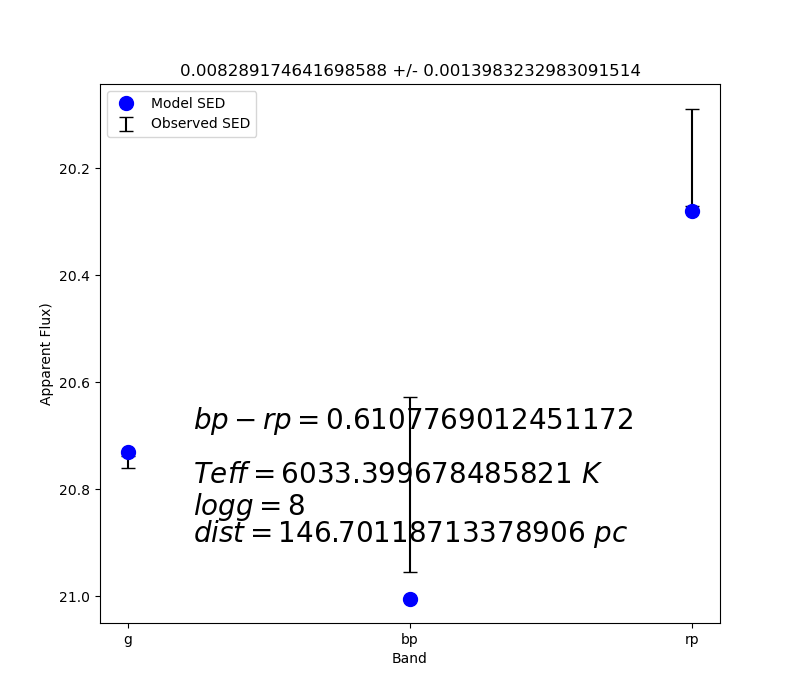 0.008289174641698588 +/- 0.0013983232983091514
Model SED
Observed SED
20.2
20.4
20.6
20.8
21.0
Apparent Flux)
bp − rp = 0.6107769012451172
Teff = 6033.399678485821 K
logg = 8
dist = 146.70118713378906 pc
g
bp
rp
Band